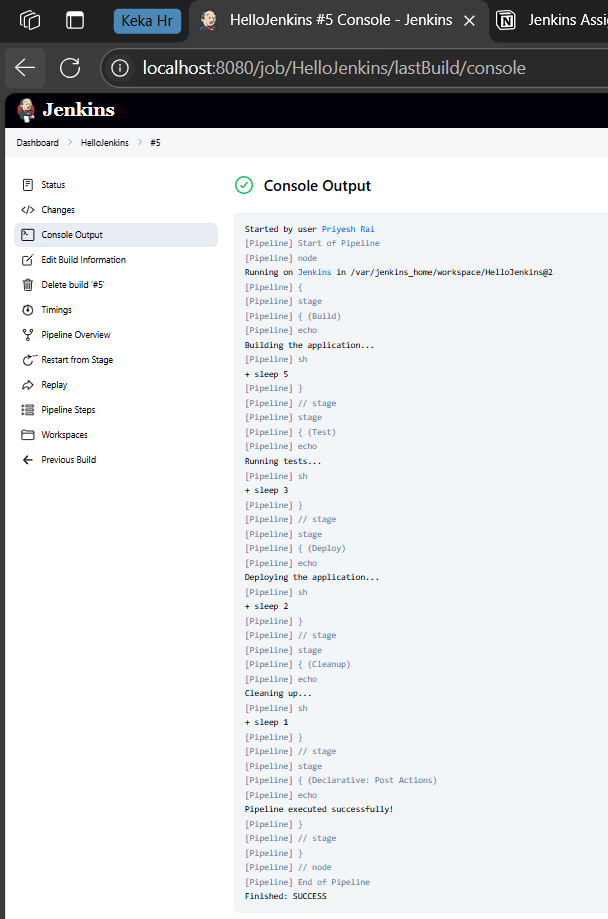 Keka Hr
HelloJenkins #5 Console - Jenkins
Jenkins Assi
localhost:8080/job/HelloJenkins/lastBuild/console
Jenkins
Dashboard > HelloJenkins > #5
Status
Changes
Console Output
Edit Build Information
Delete build '#5'
Timings
Pipeline Overview
Restart from Stage
Replay
Pipeline Steps
Workspaces
Previous Build
Console Output
Started by user Priyesh Rai
[Pipeline] Start of Pipeline
[Pipeline] node
Running on Jenkins in /var/jenkins_home/workspace/HelloJenkins@2
[Pipeline] {
[Pipeline] stage
[Pipeline] { (Build)
[Pipeline] echo
Building the application...
[Pipeline] sh
+ sleep 5
[Pipeline] }
[Pipeline] // stage
[Pipeline] stage
[Pipeline] { (Test)
[Pipeline] echo
Running tests...
[Pipeline] sh
+ sleep 3
[Pipeline] }
[Pipeline] // stage
[Pipeline] stage
[Pipeline] { (Deploy)
[Pipeline] echo
Deploying the application...
[Pipeline] sh
+ sleep 2
[Pipeline] }
[Pipeline] // stage
[Pipeline] stage
[Pipeline] { (Cleanup)
[Pipeline] echo
Cleaning up...
[Pipeline] sh
+ sleep 1
[Pipeline] }
[Pipeline] // stage
[Pipeline] stage
[Pipeline] { (Declarative: Post Actions)
[Pipeline] echo
Pipeline executed successfully!
[Pipeline] }
[Pipeline] // stage
[Pipeline] }
[Pipeline] // node
[Pipeline] End of Pipeline
Finished: SUCCESS